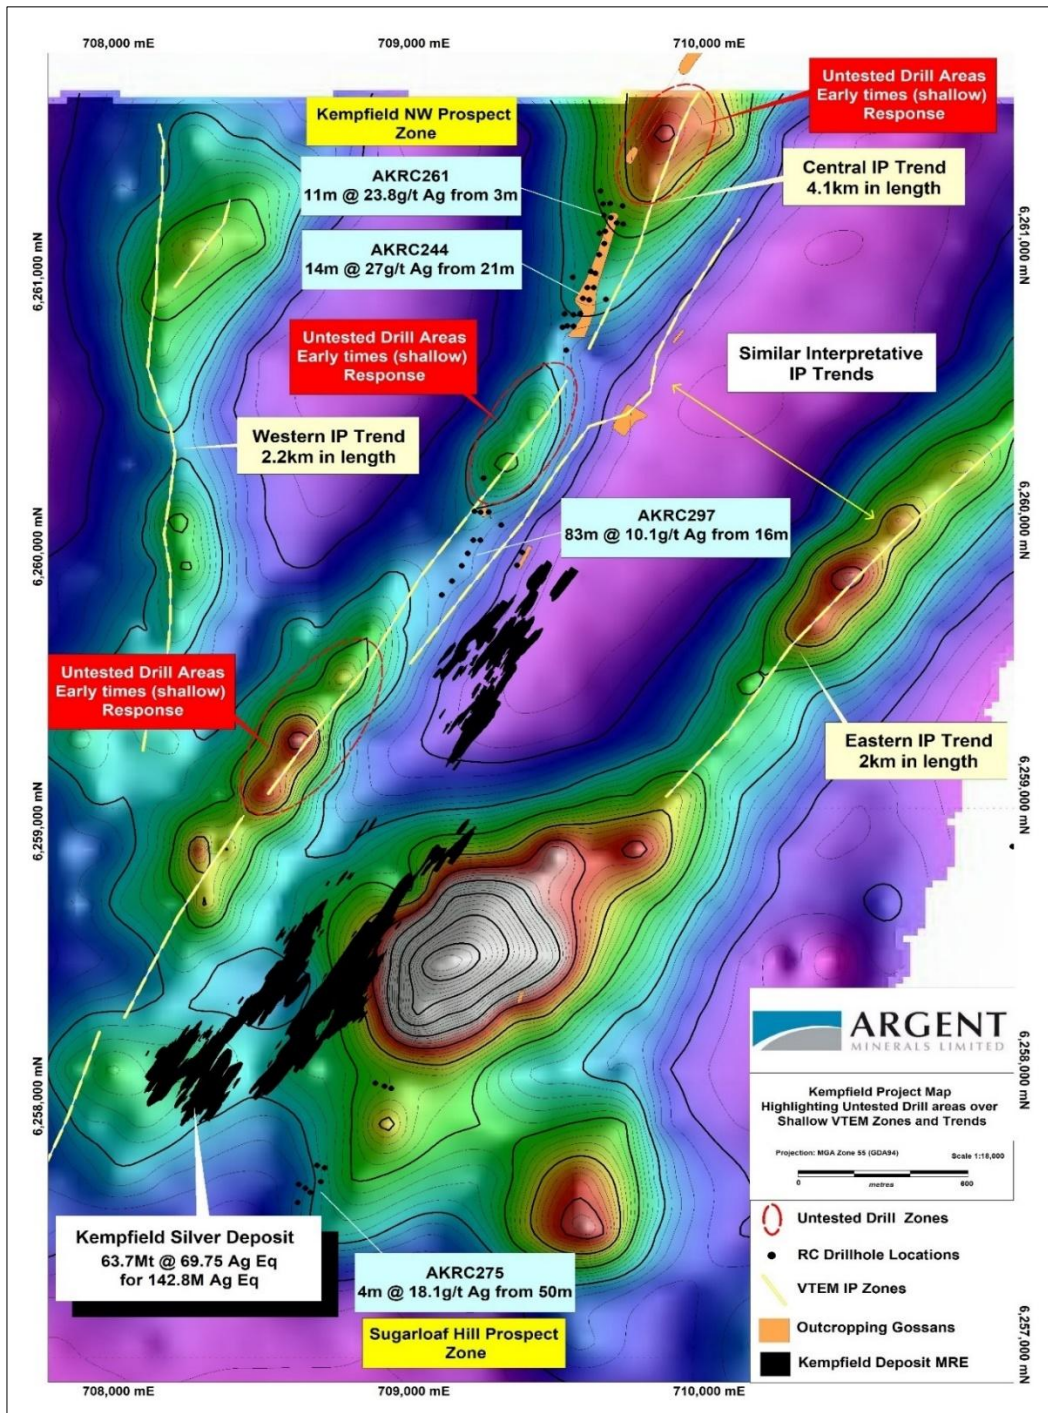 708,000 mE
709,000 mE
710,000 mE
Untested Drill Areas
Early times (shallow)
Response
Kempfield NW Prospect
Zone
AKRC261
11m @ 23.8g/t Ag from 3m
Central IP Trend
4.1km in length
6,261,000 mN
6,261,000 mN
AKRC244
14m @ 27g/t Ag from 21m
Untested Drill Areas
Early times (shallow)
Response
Similar Interpretative
IP Trends
Western IP Trend
2.2km in length
6,260,000 mN
6,260,000 mN
AKRC297
83m @ 10.1g/t Ag from 16m
Untested Drill Areas
Early times (shallow)
Response
Eastern IP Trend
2km in length
6,259,000 mN
6,259,000 mN
ARGENT
MINERALS LIMITED
6,258,000 mN
6,258,000 mN
Kempfield Project Map
Highlighting Untested Drill areas over
Shallow VTEM Zones and Trends
Projection: MGA Zone 55 (GDA94)
Scale 1:18,000
0
metres
600
Untested Drill Zones
RC Drillhole Locations
VTEM IP Zones
Outcropping Gossans
Kempfield Deposit MRE
Kempfield Silver Deposit
63.7Mt @ 69.75 Ag Eq
for 142.8M Ag Eq
AKRC275
4m @ 18.1g/t Ag from 50m
Sugarloaf Hill Prospect
Zone
6,257,000 mN
708,000 mE
709,000 mE
710,000 mE